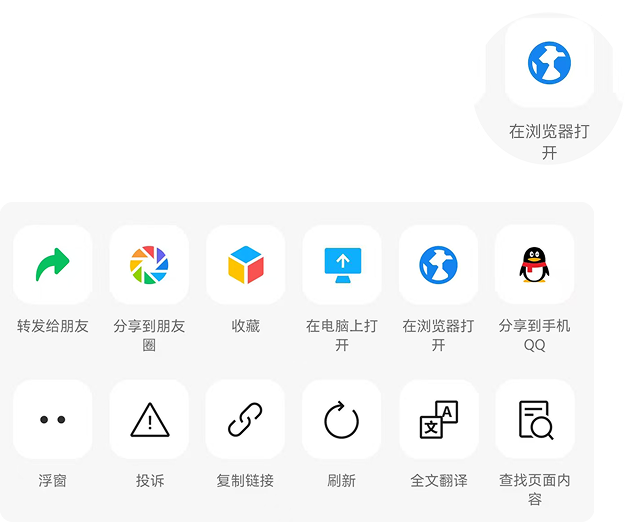 在浏览器打
开
转发给朋友
分享到朋友
圈
收藏
在电脑上打
开
在浏览器打
开
分享到手机
QQ
浮窗
投诉
复制链接
刷新
文
A
全文翻译
查找页面内
容